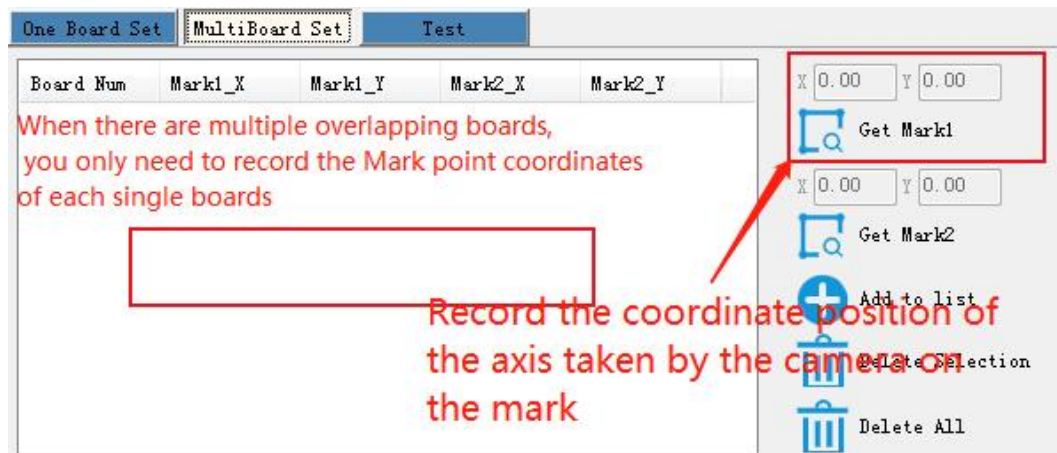 One Board Set MultiBoard Set Test
Board Num Mark1_X Mark1_Y Mark2_X Mark2_Y
When there are multiple overlapping boards,
you only need to record the Mark point coordinates
of each single boards
X 0.00 Y 0.00
Get Mark1
X 0.00 Y 0.00
Get Mark2
Add to list
Delete Selection
Delete All
Record the coordinate position of
the axis taken by the camera on
the mark